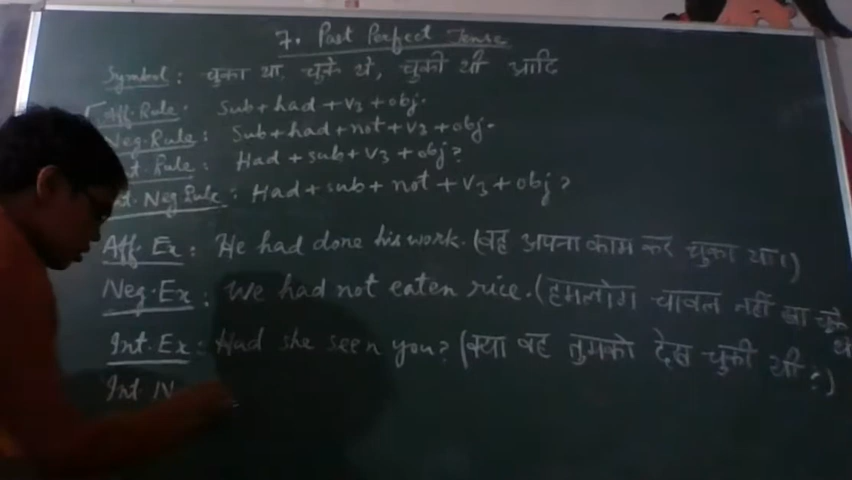 7. Past Perfect Tense
Symbol: चुका था, चुके थे, चुकी थी आदि
Aff. Rule: Sub+had+v3+obj.
Neg. Rule: Sub+had+not+v3+obj.
Int. Rule: Had+sub+v3+obj?
Int. Neg. Rule: Had+sub+not+v3+obj?
Aff. Ex: He had done his work. (वह अपना काम कर चुका था।)
Neg. Ex: We had not eaten rice. (हमलोग चावल नहीं खा चुके थे
Int. Ex: Had she seen you? (क्या वह तुमको देख चुकी थी?)
Int. N